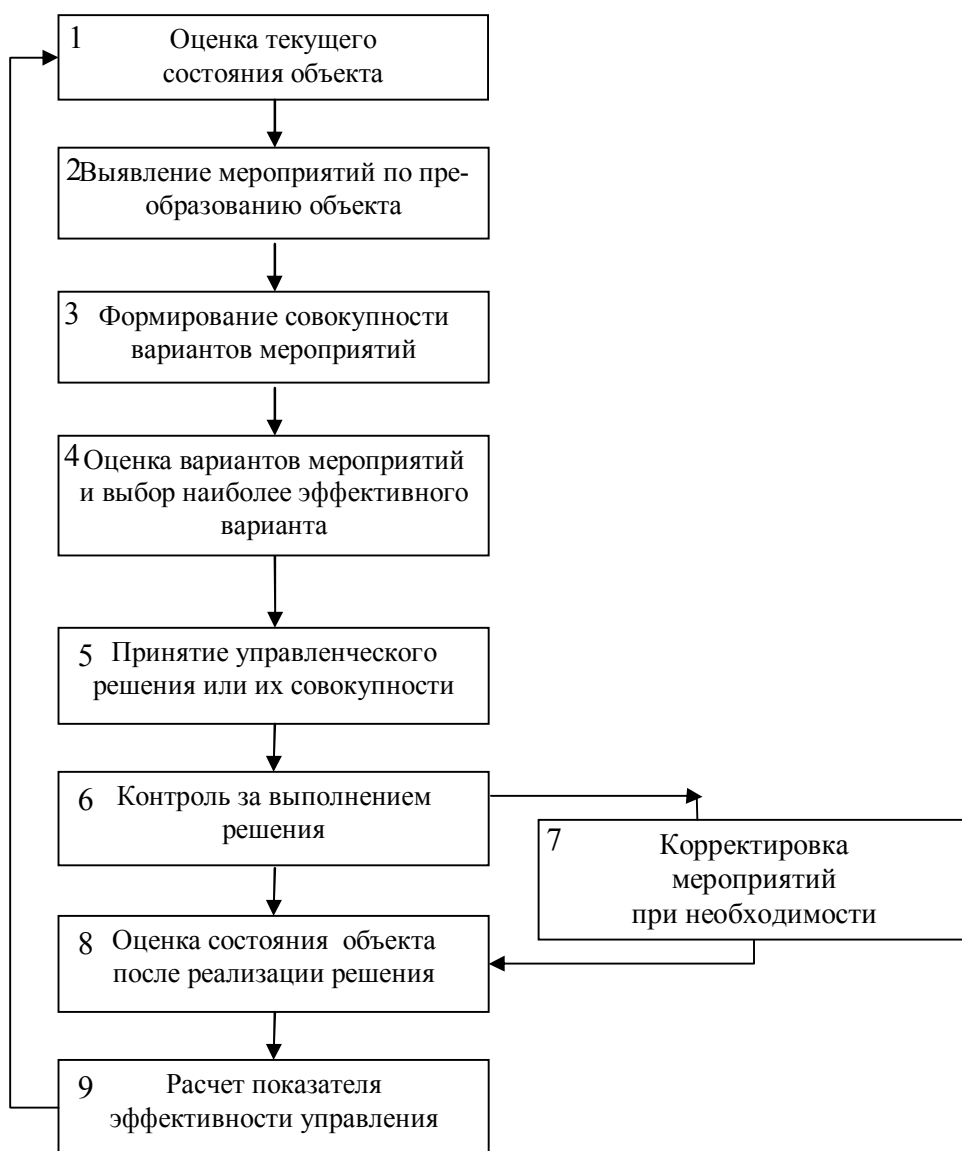 1 Оценка текущего
состояния объекта
2 Выявление мероприятий по пре-
образованию объекта
3 Формирование совокупности
вариантов мероприятий
4 Оценка вариантов мероприятий
и выбор наиболее эффективного
варианта
5 Принятие управленческого
решения или их совокупности
6 Контроль за выполнением
решения
7 Корректировка
мероприятий
при необходимости
8 Оценка состояния объекта
после реализации решения
9 Расчет показателя
эффективности управления